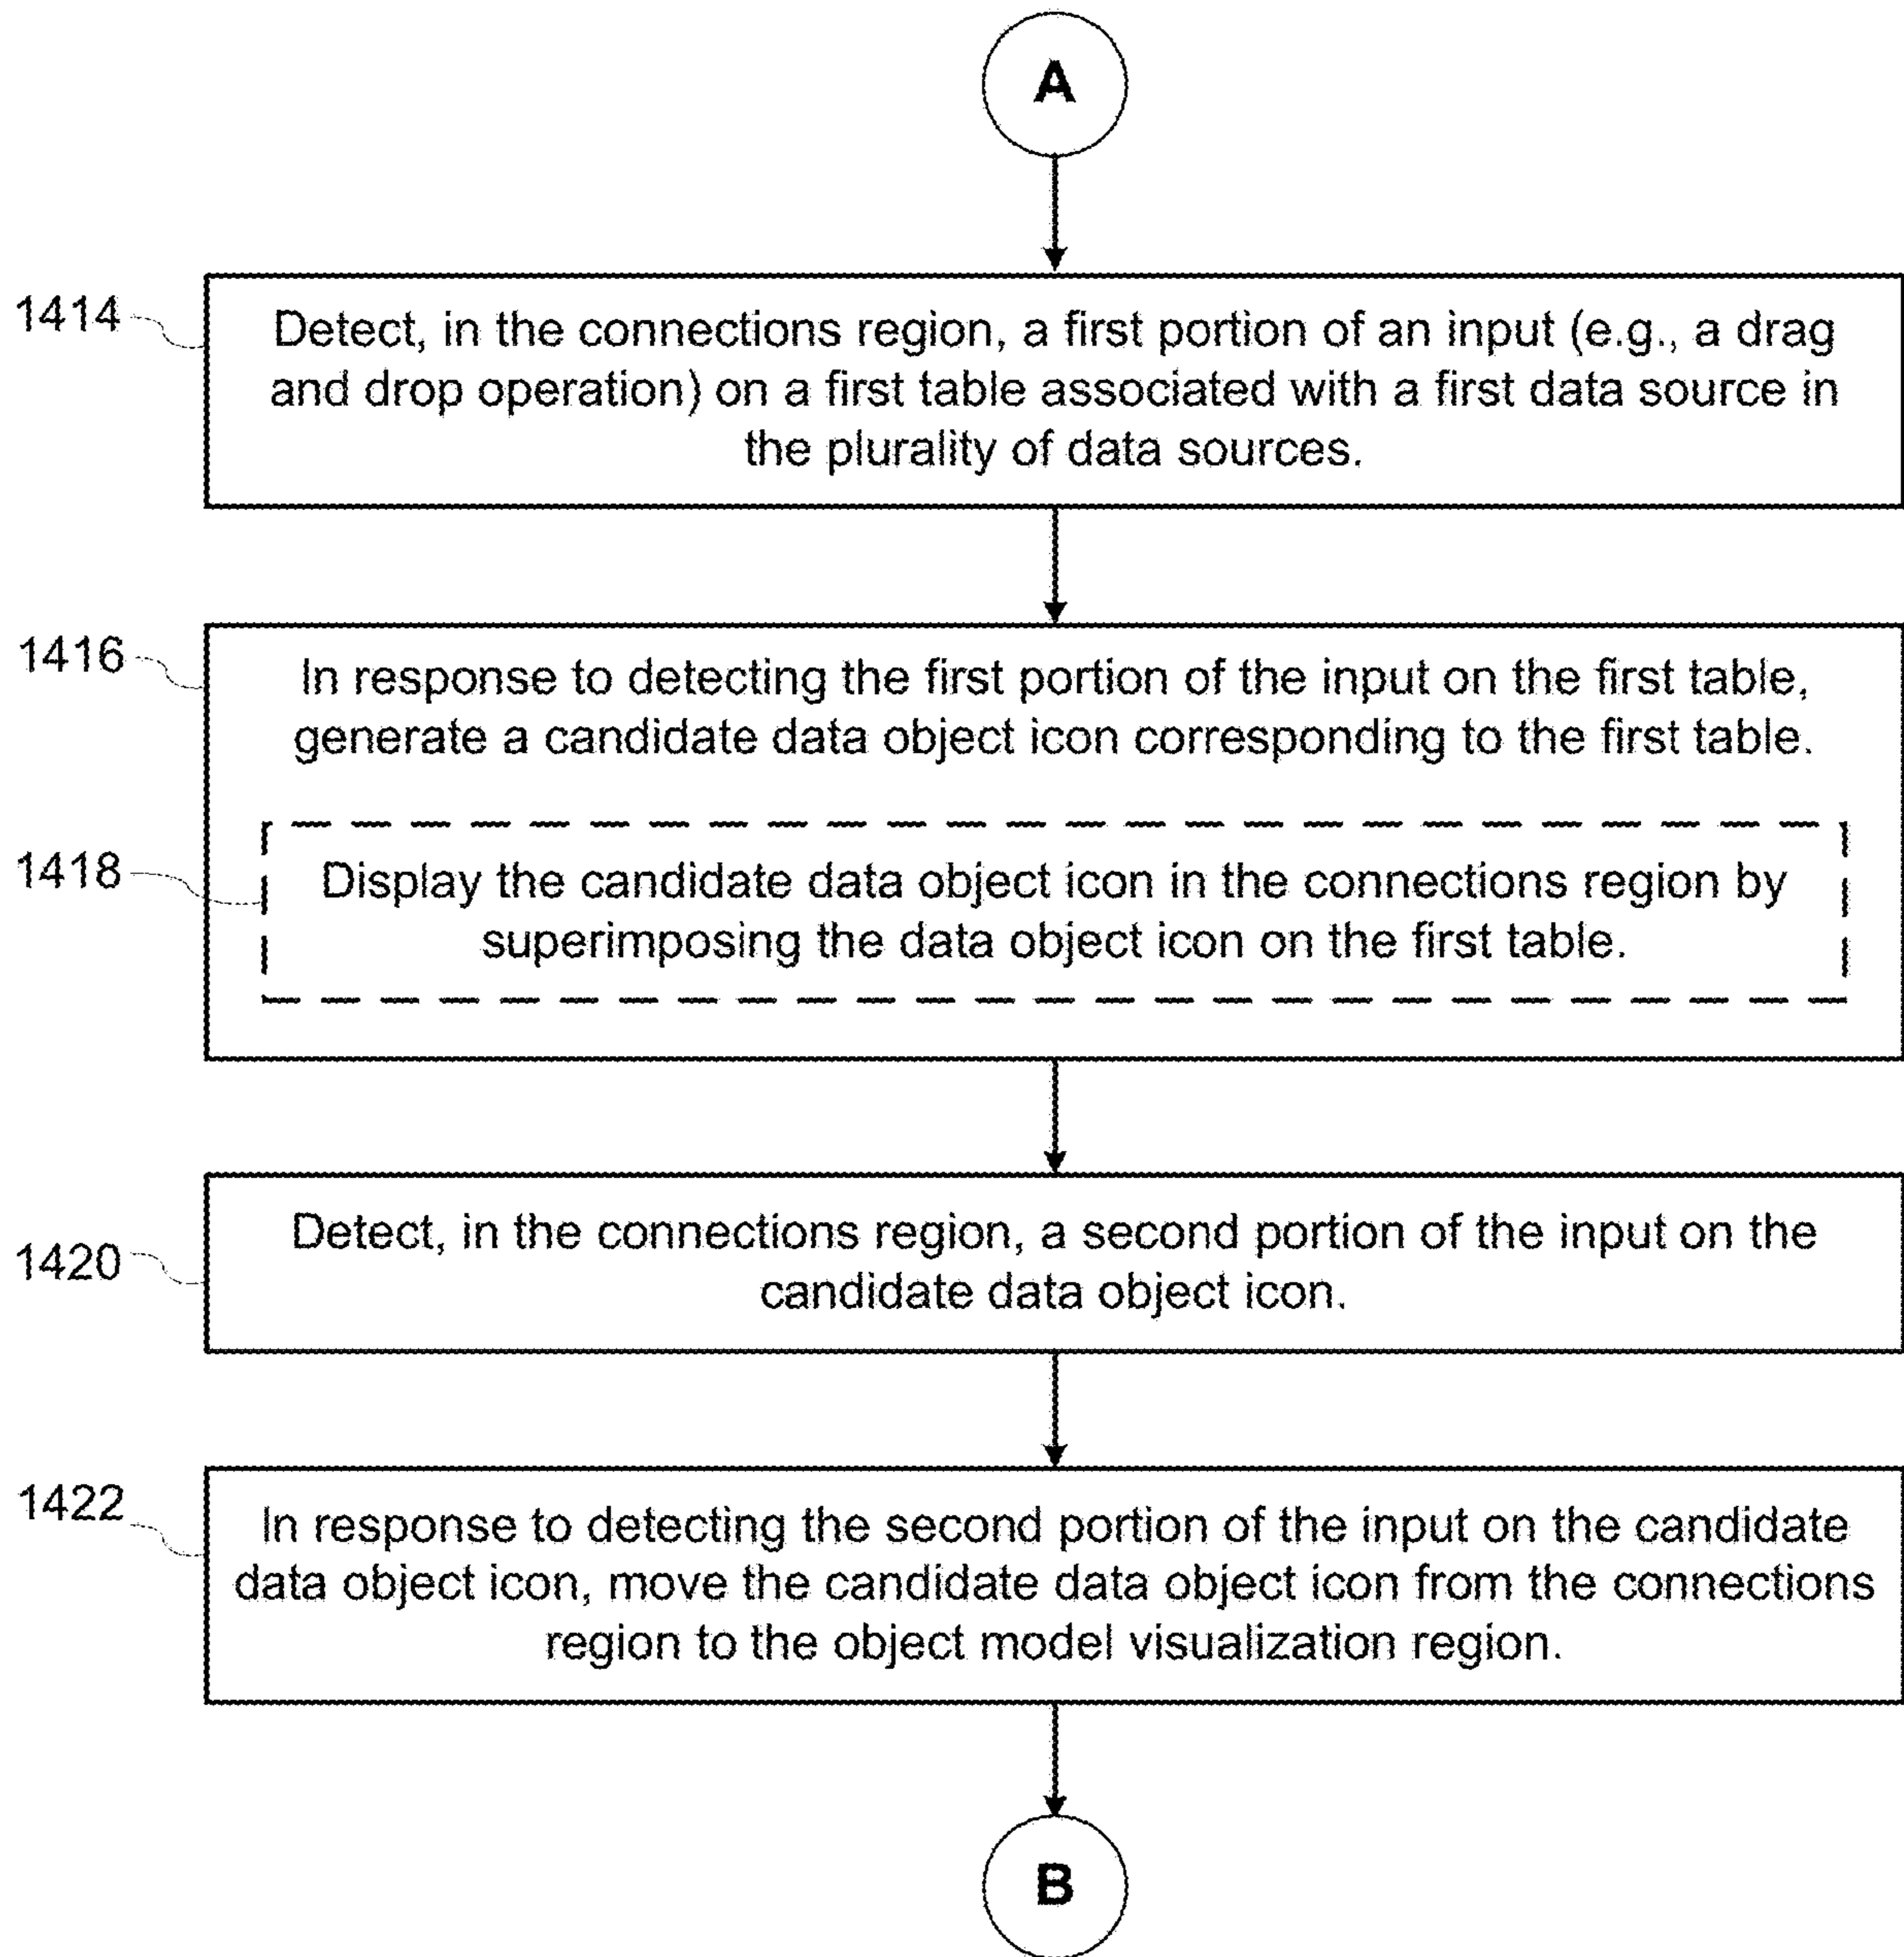 A
1414
Detect, in the connections region, a first portion of an input (e.g., a drag
and drop operation) on a first table associated with a first data source in
the plurality of data sources.
1416
In response to detecting the first portion of the input on the first table,
generate a candidate data object icon corresponding to the first table.
1418
Display the candidate data object icon in the connections region by
superimposing the data object icon on the first table.
1420
Detect, in the connections region, a second portion of the input on the
candidate data object icon.
1422
In response to detecting the second portion of the input on the candidate
data object icon, move the candidate data object icon from the connections
region to the object model visualization region.
B